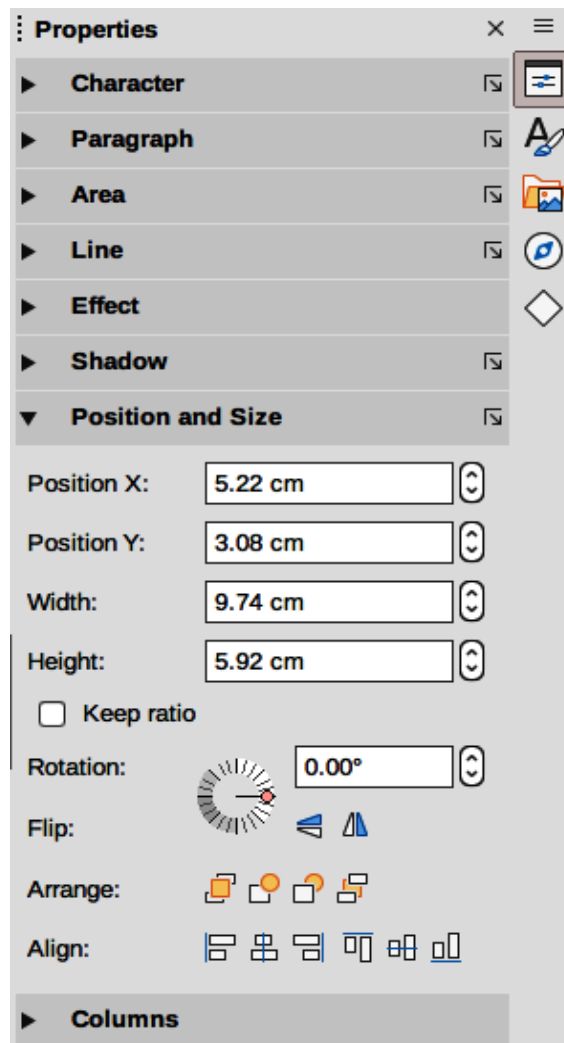 Properties
Character
Paragraph
Area
Line
Effect
Shadow
Position and Size
Position X: 5.22 cm
Position Y: 3.08 cm
Width: 9.74 cm
Height: 5.92 cm
Keep ratio
Rotation: 0.00°
Flip:
Arrange:
Align:
Columns